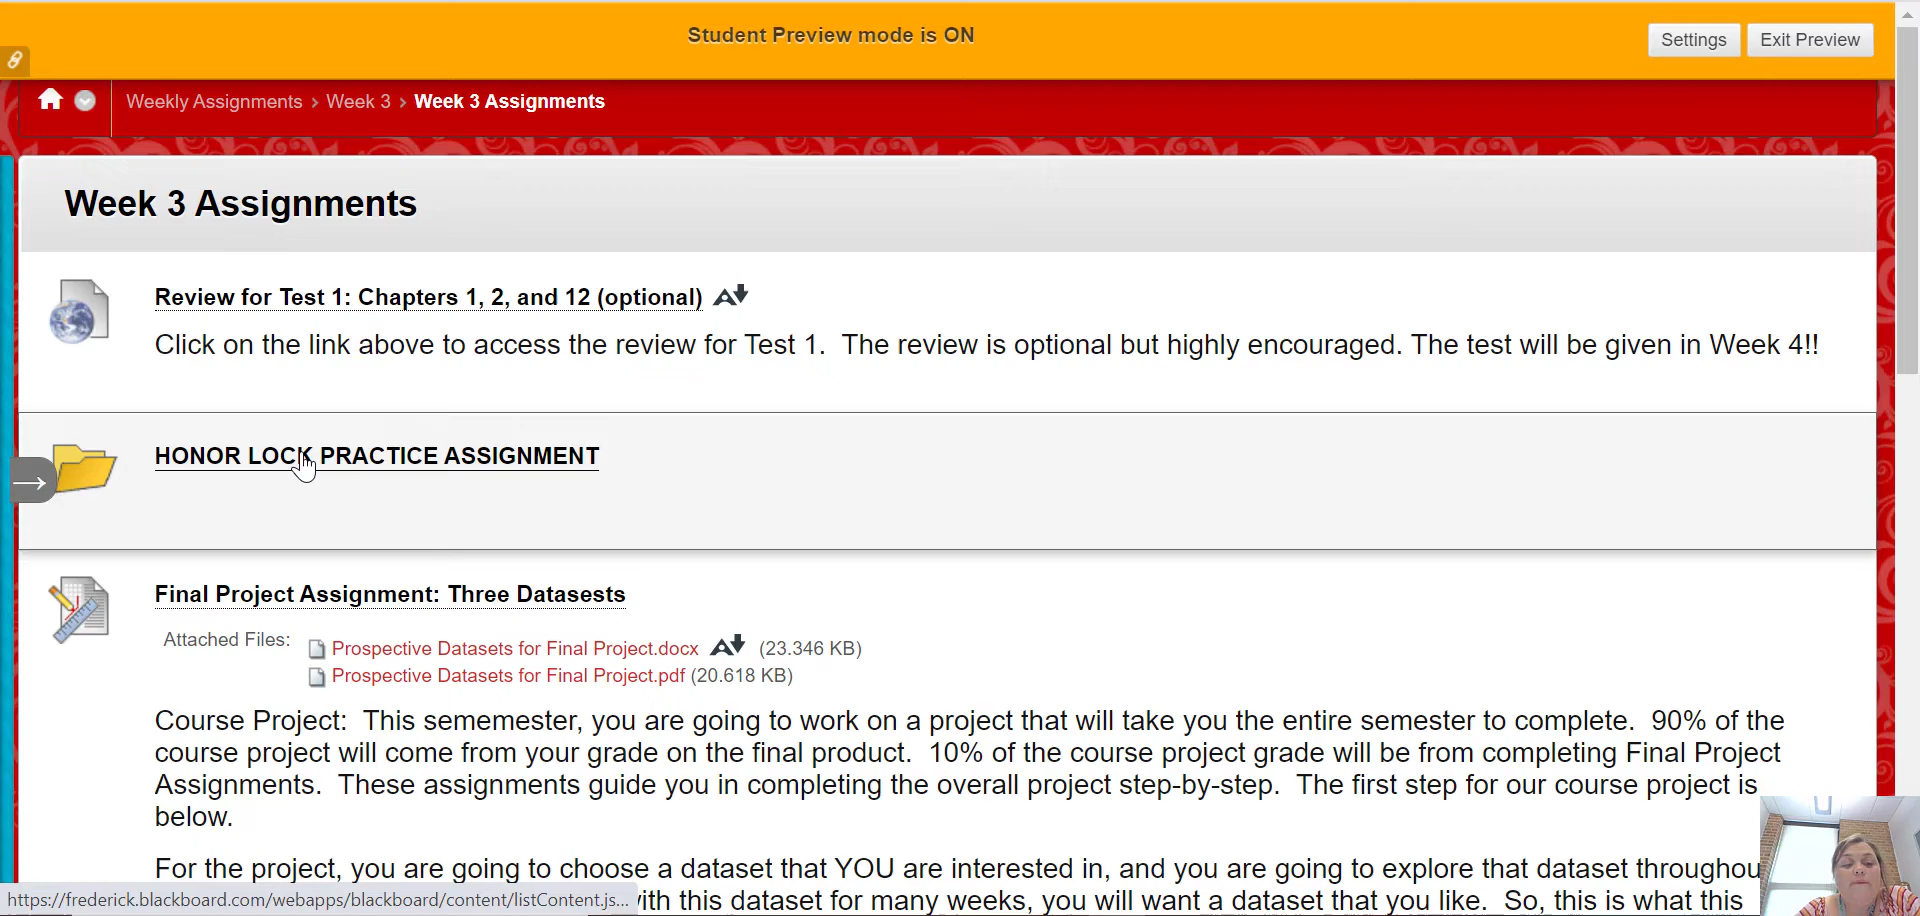 Student Preview mode is ON
Settings
Exit Preview
Weekly Assignments > Week 3 > Week 3 Assignments
Week 3 Assignments
Review for Test 1: Chapters 1, 2, and 12 (optional)
Click on the link above to access the review for Test 1. The review is optional but highly encouraged. The test will be given in Week 4!!
HONOR LOCK PRACTICE ASSIGNMENT
Final Project Assignment: Three Datasests
Attached Files:
Prospective Datasets for Final Project.docx (23.346 KB)
Prospective Datasets for Final Project.pdf (20.618 KB)
Course Project: This sememester, you are going to work on a project that will take you the entire semester to complete. 90% of the
course project will come from your grade on the final product. 10% of the course project grade will be from completing Final Project
Assignments. These assignments guide you in completing the overall project step-by-step. The first step for our course project is
below.
For the project, you are going to choose a dataset that YOU are interested in, and you are going to explore that dataset throughou
https://frederick.blackboard.com/webapps/blackboard/content/listContent.js...
ith this dataset for many weeks, you will want a dataset that you like. So, this is what this